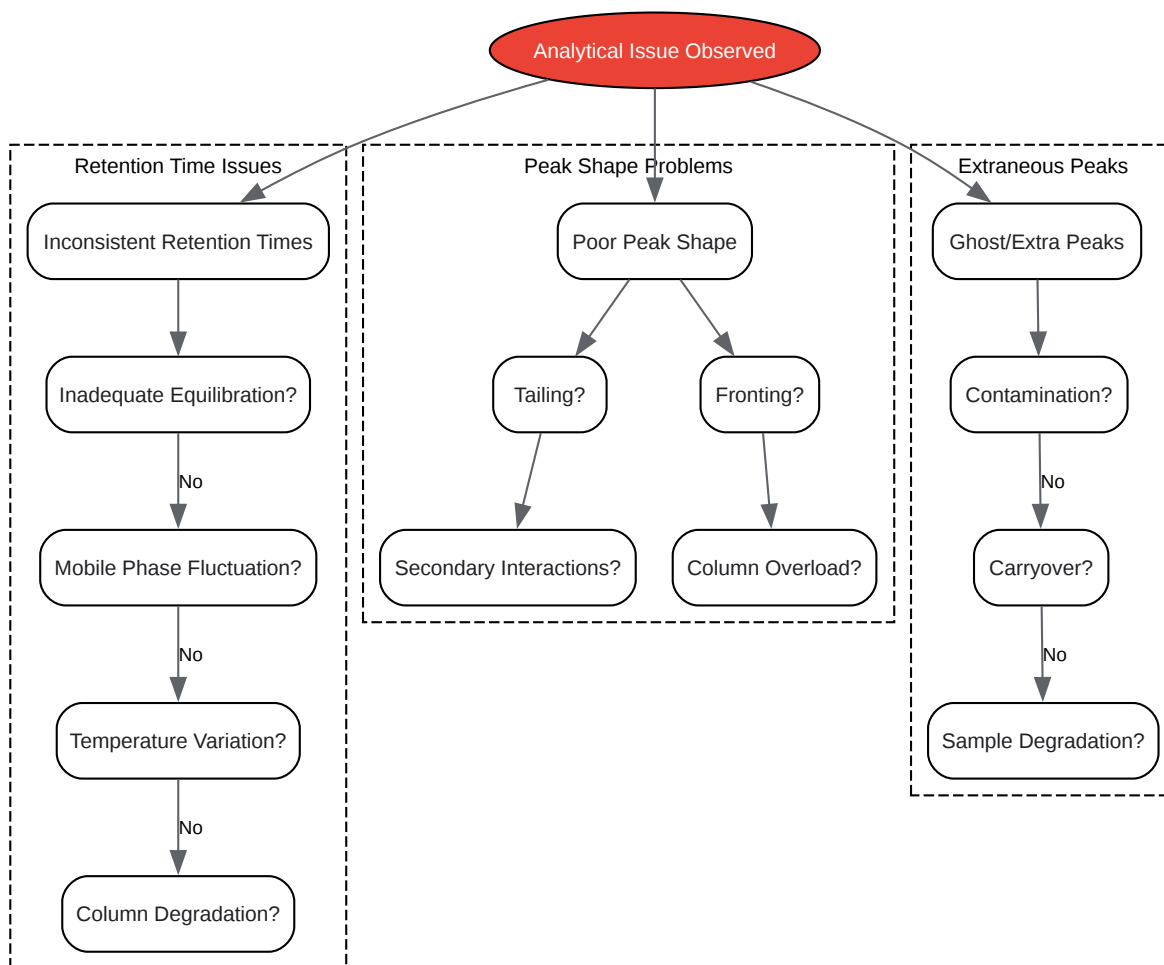 Analytical Issue Observed
Retention Time Issues
Inconsistent Retention Times
Inadequate Equilibration?
No
Mobile Phase Fluctuation?
No
Temperature Variation?
No
Column Degradation?
Peak Shape Problems
Poor Peak Shape
Tailing?
Fronting?
Secondary Interactions?
Column Overload?
Extraneous Peaks
Ghost/Extra Peaks
Contamination?
No
Carryover?
No
Sample Degradation?